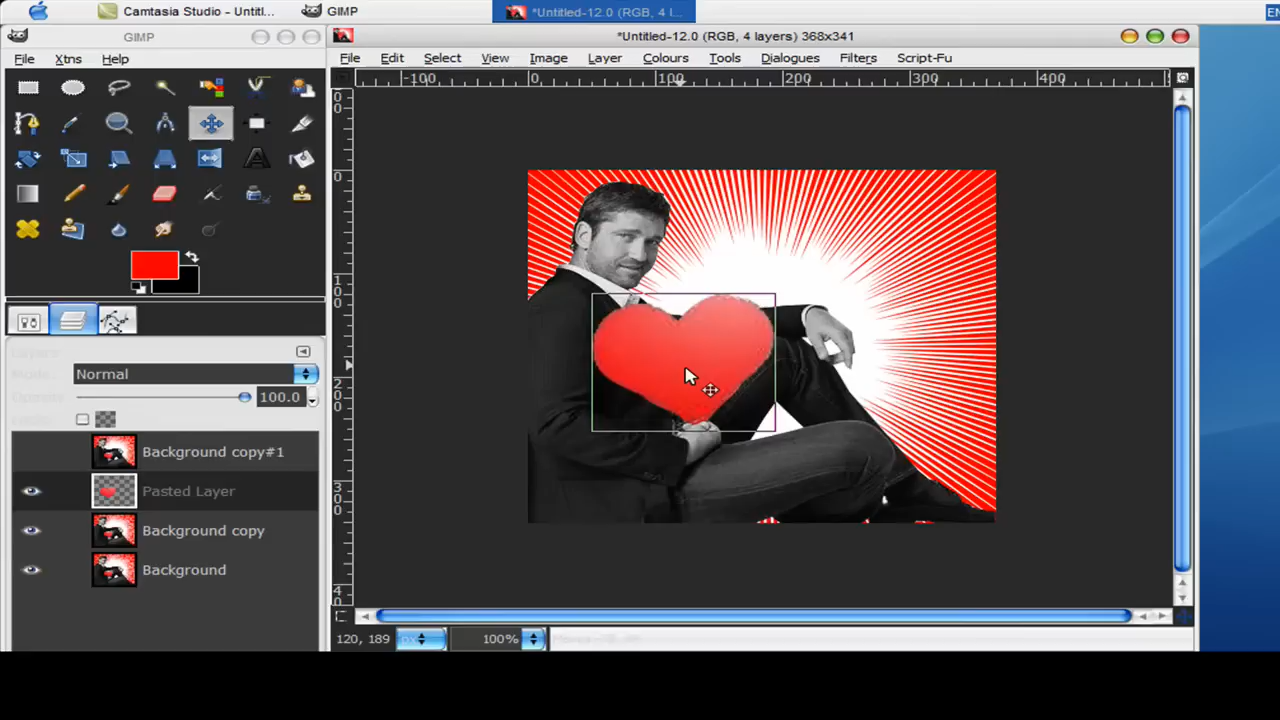 Camtasia Studio - Untitl...
GIMP
*Untitled-12.0 (RGB, 4 l...
EN
GIMP
*Untitled-12.0 (RGB, 4 layers) 368x341
File Xtns Help
File Edit Select View Image Layer Colours Tools Dialogues Filters Script-Fu
-100 0 100 200 300 400
Normal
100.0
Background copy#1
Pasted Layer
Background copy
Background
120, 189
px
100%